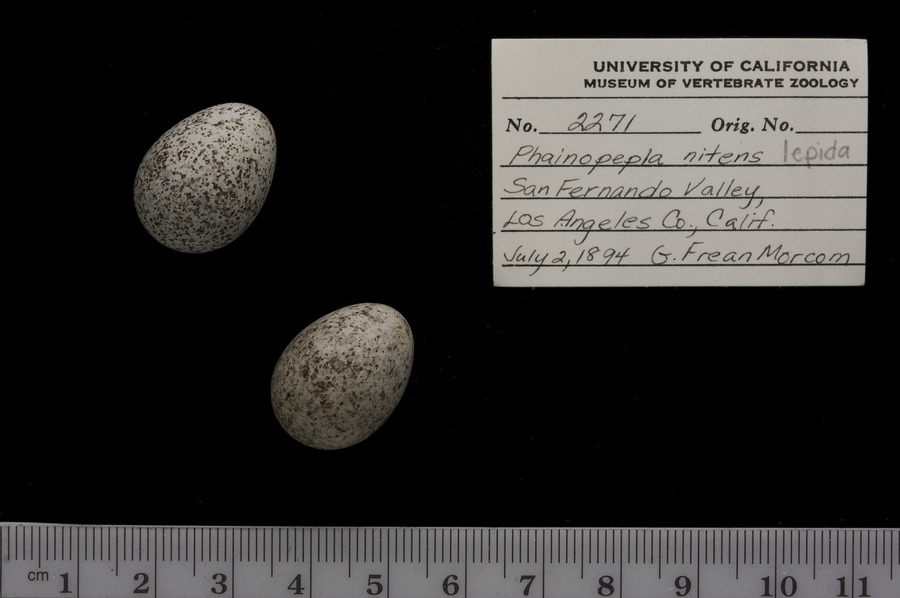 UNIVERSITY OF CALIFORNIA
MUSEUM OF VERTEBRATE ZOOLOGY
No. 2271 Orig. No.
Phainopepla nitens lepida
San Fernando Valley,
Los Angeles Co., Calif.
July 2, 1894 G. Frean Morcom
cm 1 2 3 4 5 6 7 8 9 10 11